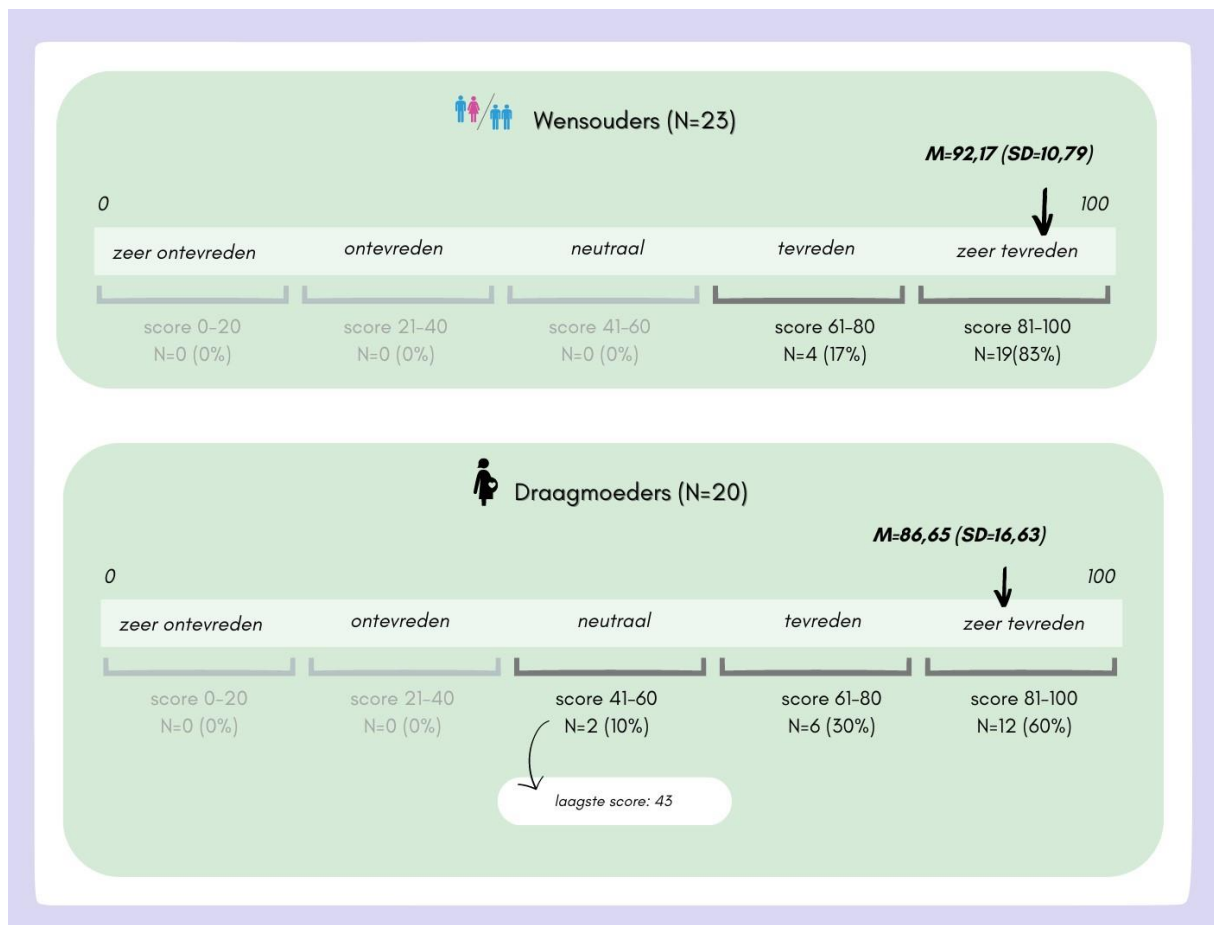 Wensouders (N=23)
M=92,17 (SD=10,79)
0 100
zeer ontevreden ontevreden neutraal tevreden zeer tevreden
score 0-20 score 21-40 score 41-60 score 61-80 score 81-100
N=0 (0%) N=0 (0%) N=0 (0%) N=4 (17%) N=19(83%)
Draagmoeders (N=20)
M=86,65 (SD=16,63)
0 100
zeer ontevreden ontevreden neutraal tevreden zeer tevreden
score 0-20 score 21-40 score 41-60 score 61-80 score 81-100
N=0 (0%) N=0 (0%) N=2 (10%) N=6 (30%) N=12 (60%)
laagste score: 43